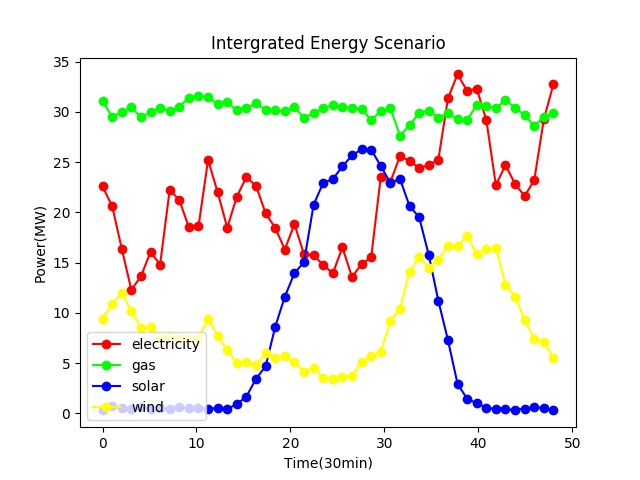 Intergrated Energy Scenario
Power(MW)
35
30
25
20
15
10
5
0
electricity
gas
solar
wind
0 10 20 30 40 50
Time(30min)